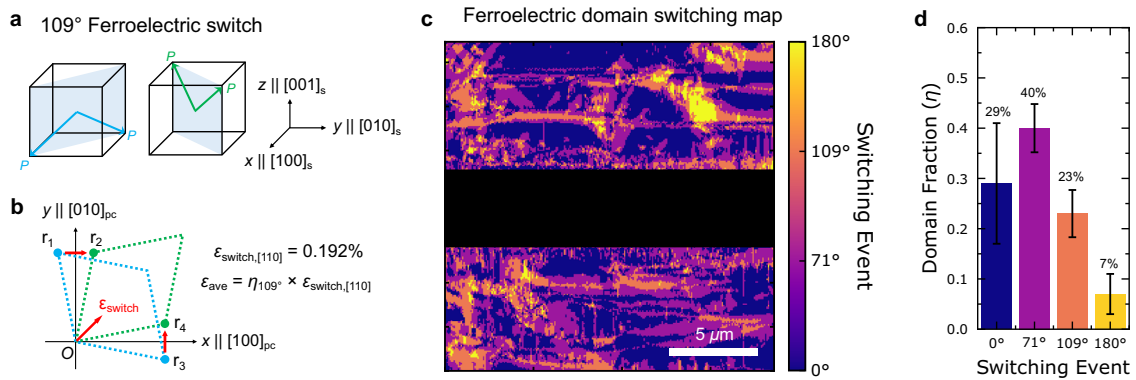 a
109° Ferroelectric switch
P
P
P
P
z || [001]s
y || [010]s
x || [100]s
b
y || [010]pc
r1
r2
εswitch,[110] = 0.192%
εave = η109° × εswitch,[110]
εswitch
r4
O
x || [100]pc
r3
c
Ferroelectric domain switching map
180°
109°
71°
0°
Switching Event
5 µm
d
0.6
0.5
0.4
0.3
0.2
0.1
0.0
Domain Fraction (η)
29%
40%
23%
7%
0°
71°
109°
180°
Switching Event